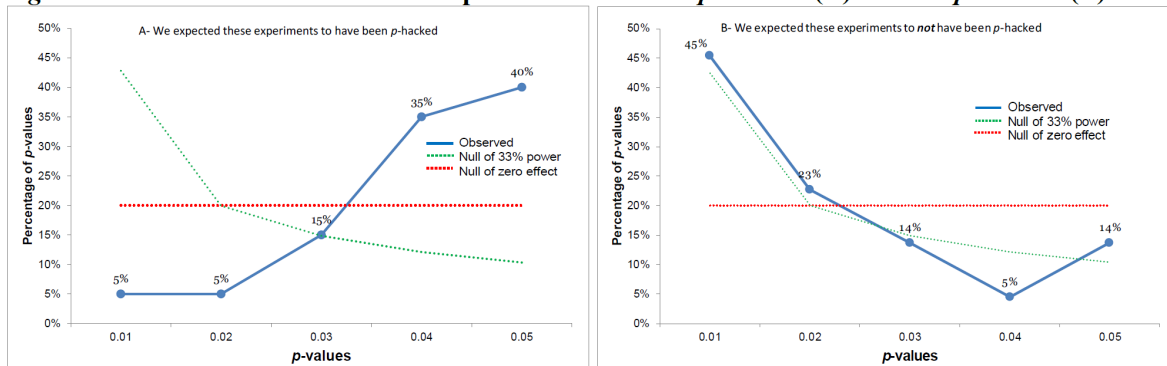 A- We expected these experiments to have been p-hacked
50%
45%
40%
35%
30%
25%
20%
15%
10%
5%
0%
Percentage of p-values
5%
5%
15%
35%
40%
Observed
Null of 33% power
Null of zero effect
0.01 0.02 0.03 0.04 0.05
p-values
B- We expected these experiments to not have been p-hacked
50%
45%
40%
35%
30%
25%
20%
15%
10%
5%
0%
Percentage of p-values
45%
23%
14%
5%
14%
Observed
Null of 33% power
Null of zero effect
0.01 0.02 0.03 0.04 0.05
p-values